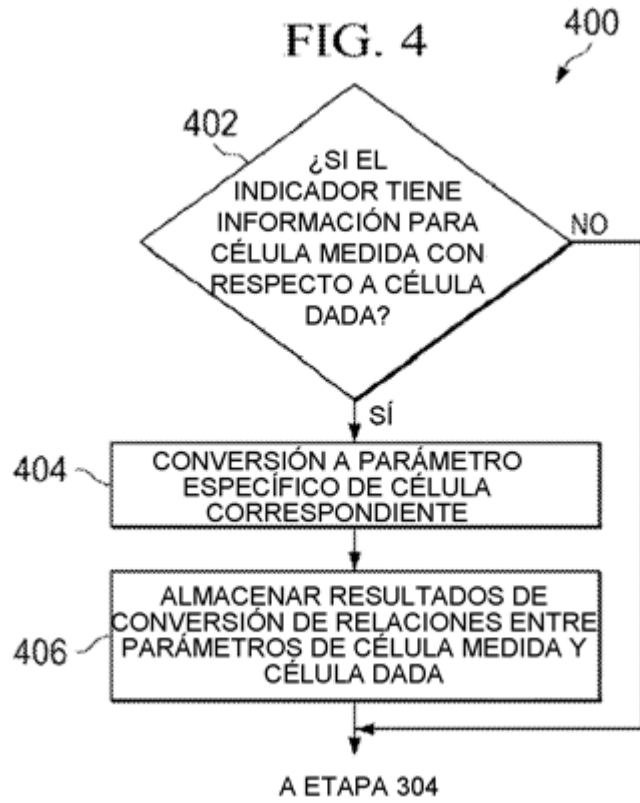 FIG. 4
400
402
¿SI EL
INDICADOR TIENE
INFORMACIÓN PARA
CÉLULA MEDIDA CON
RESPECTO A CÉLULA
DADA?
NO
SÍ
404
CONVERSIÓN A PARÁMETRO
ESPECÍFICO DE CÉLULA
CORRESPONDIENTE
406
ALMACENAR RESULTADOS DE
CONVERSIÓN DE RELACIONES ENTRE
PARÁMETROS DE CÉLULA MEDIDA Y
CÉLULA DADA
A ETAPA 304